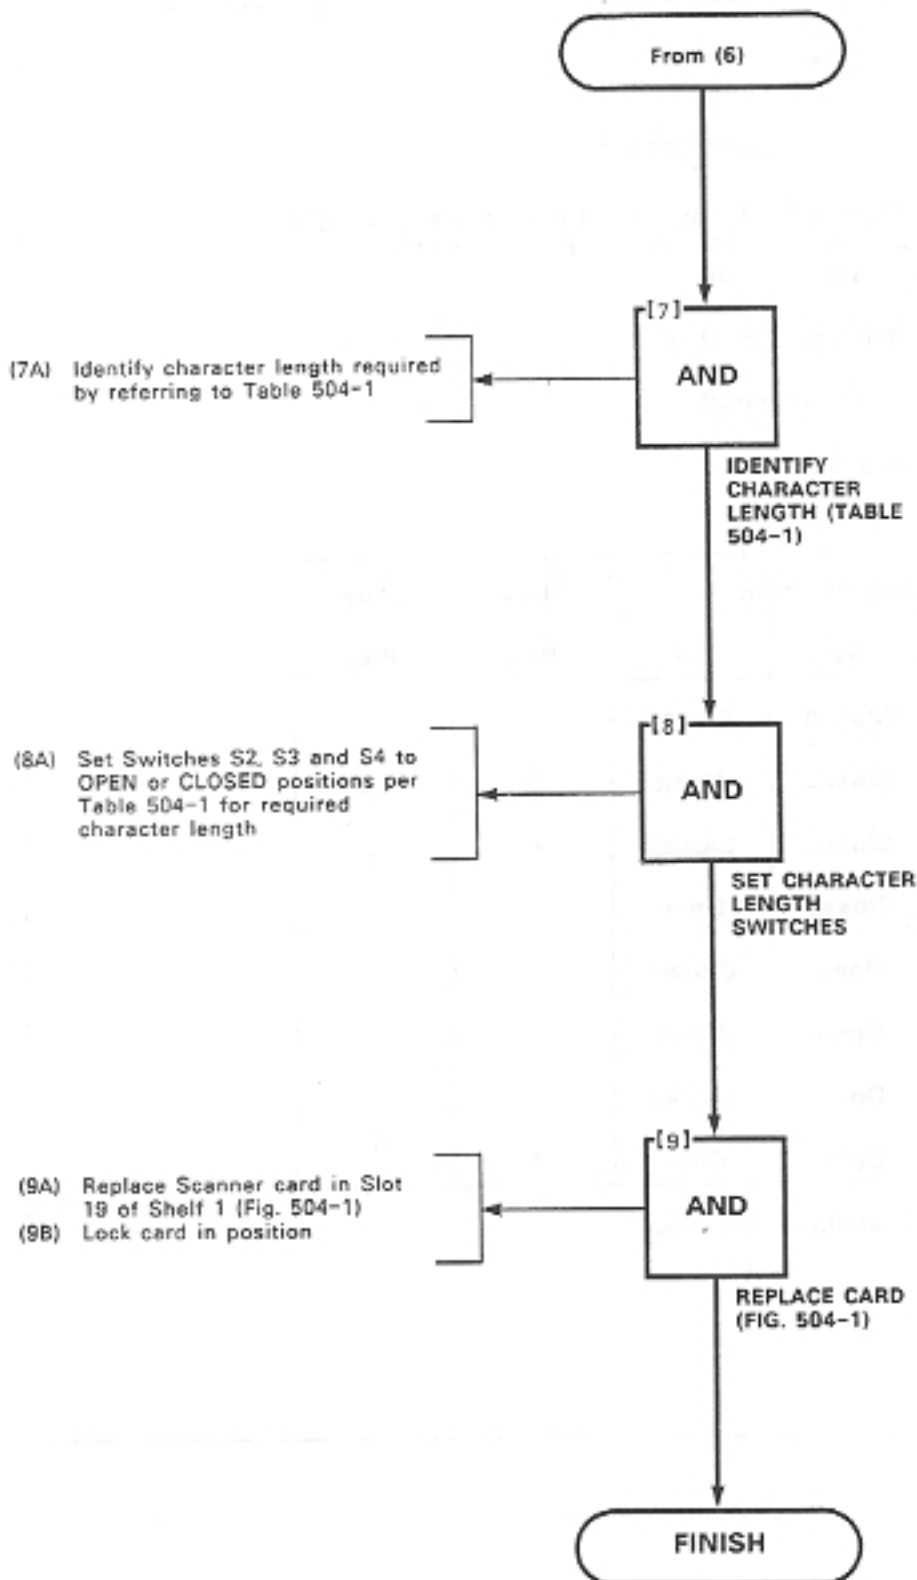 From (6)
[7]
AND
(7A) Identify character length required
by referring to Table 504-1
IDENTIFY
CHARACTER
LENGTH (TABLE
504-1)
[8]
AND
(8A) Set Switches S2, S3 and S4 to
OPEN or CLOSED positions per
Table 504-1 for required
character length
SET CHARACTER
LENGTH
SWITCHES
[9]
AND
(9A) Replace Scanner card in Slot
19 of Shelf 1 (Fig. 504-1)
(9B) Lock card in position
REPLACE CARD
(FIG. 504-1)
FINISH